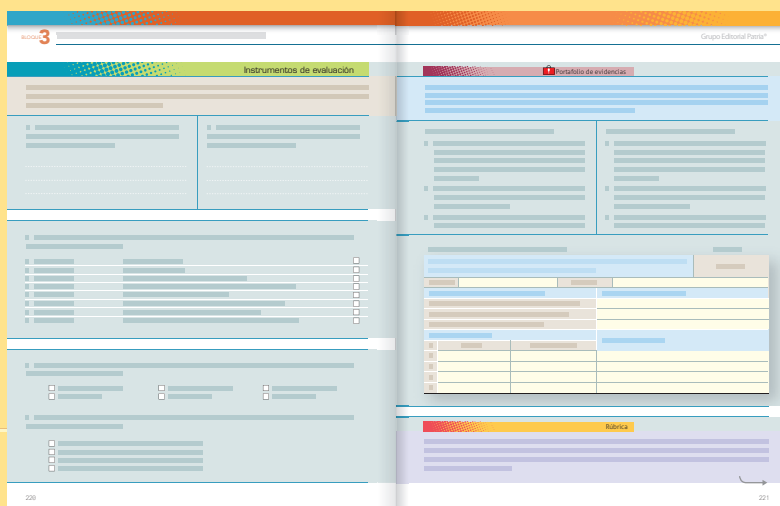 BLOQUE 3
Instrumentos de evaluación
220
Grupo Editorial Patria®
Portafolio de evidencias
Rúbrica
221